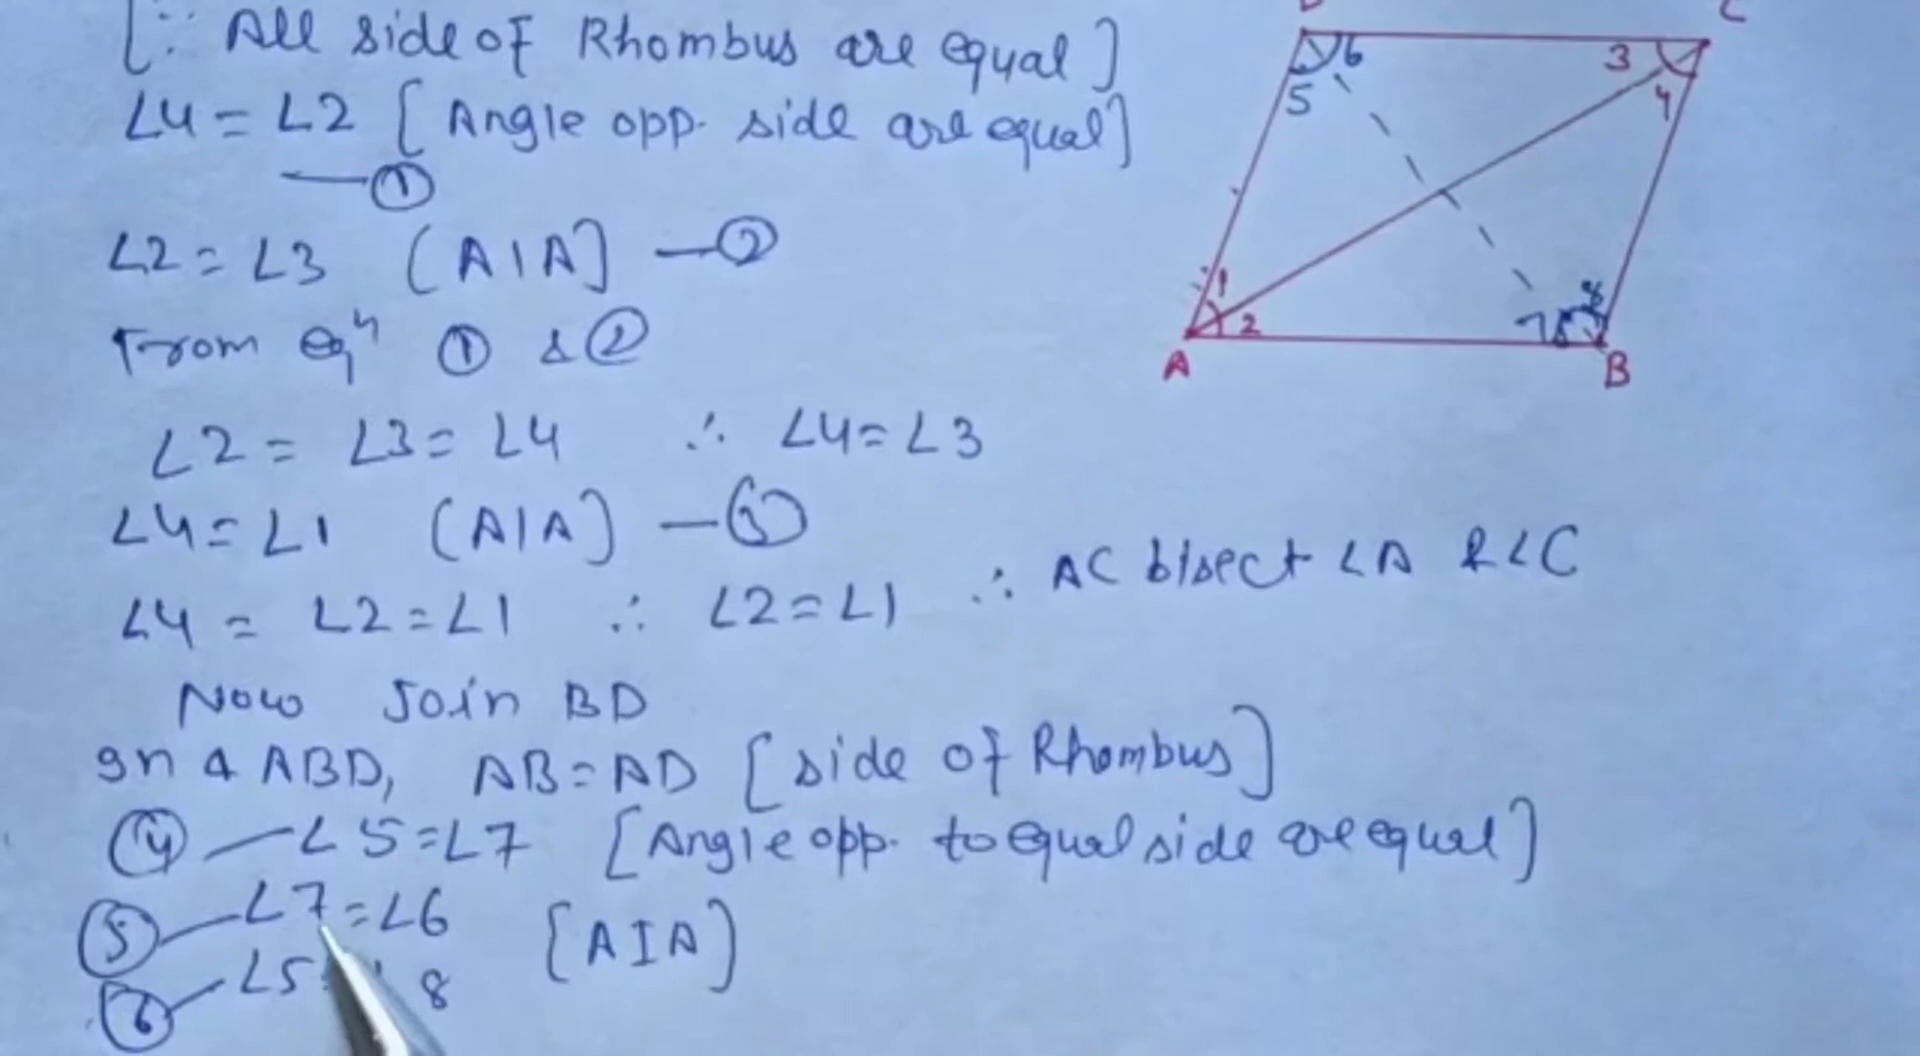 [∵ All side of Rhombus are equal]
∠4 = ∠2 [Angle opp. side are equal]
— ①
∠2 = ∠3 (AIA] — ②
From eqn ① & ②
∠2 = ∠3 = ∠4 ∴ ∠4 = ∠3
∠4 = ∠1 (AIA] — ③
∠4 = ∠2 = ∠1 ∴ ∠2 = ∠1 ∴ AC bisect ∠A & ∠C
Now Join BD
In △ ABD, AB = AD [side of Rhombus]
④ — ∠5 = ∠7 [Angle opp. to equal side are equal]
⑤ — ∠7 = ∠6 [AIA]
⑥ — ∠5 8
C
6 3
5 4
1
2 7 8
A B